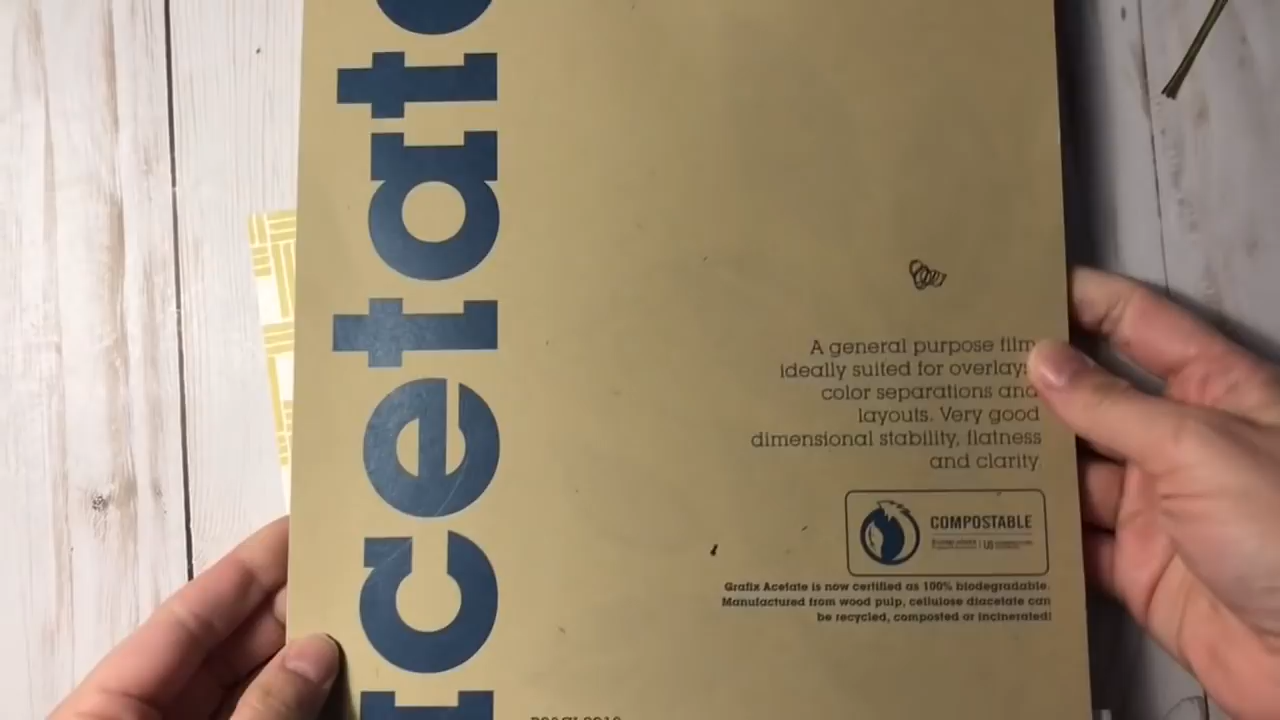 acetate
A general purpose film
ideally suited for overlays
color separations and
layouts. Very good
dimensional stability, flatness
and clarity.
COMPOSTABLE
US
Grafix Acetate is now certified as 100% biodegradable.
Manufactured from wood pulp, cellulose diacetate can
be recycled, composted or incinerated!